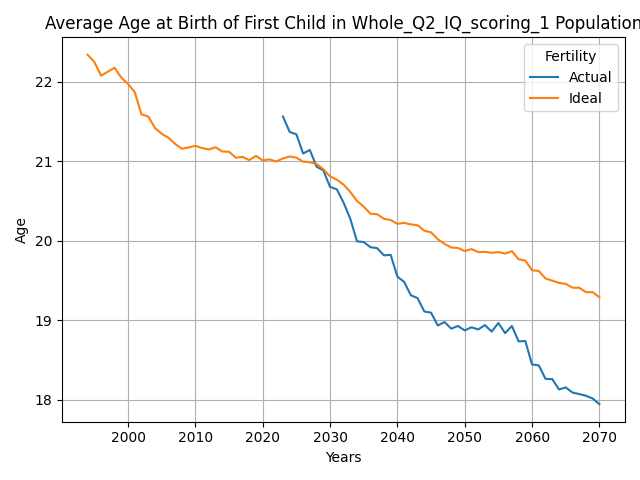 Average Age at Birth of First Child in Whole_Q2_IQ_scoring_1 Population
Fertility
Actual
Ideal
Age
22
21
20
19
18
2000
2010
2020
2030
2040
2050
2060
2070
Years